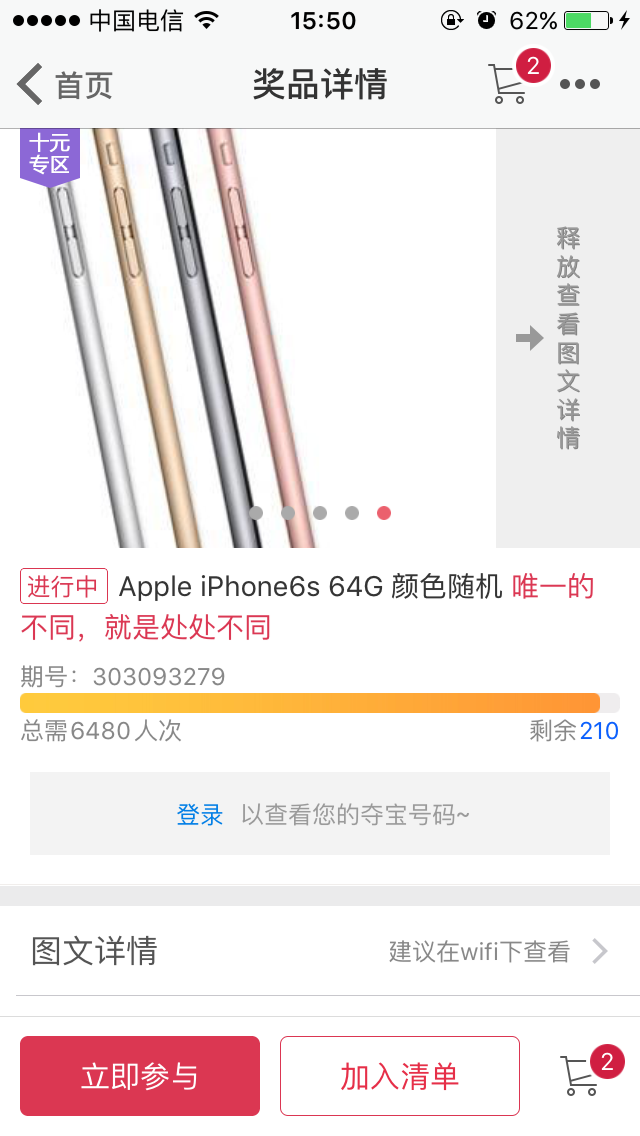 中国电信 15:50 62%
首页 奖品详情 2
十元
专区
释放查看图文详情
进行中 Apple iPhone6s 64G 颜色随机 唯一的
不同，就是处处不同
期号：303093279
总需6480人次 剩余210
登录 以查看您的夺宝号码~
图文详情 建议在wifi下查看
立即参与 加入清单 2